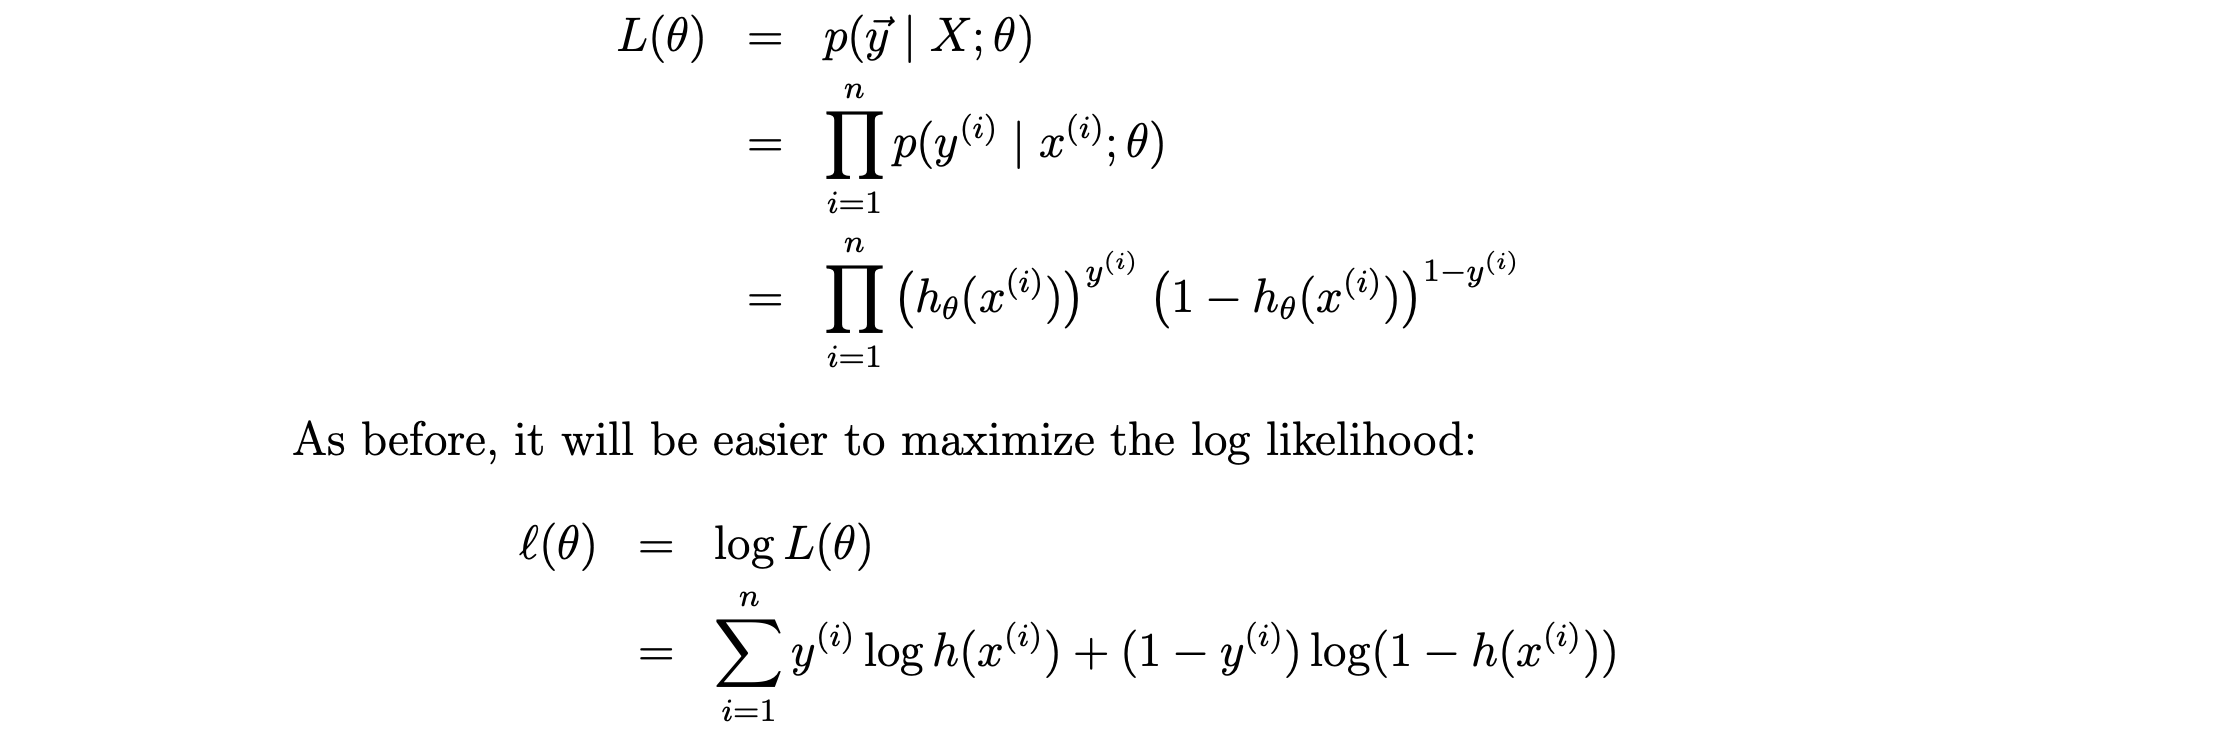 L(θ) = p(y⃗ | X; θ)
= ∏_{i=1}^{n} p(y^{(i)} | x^{(i)}; θ)
= ∏_{i=1}^{n} (h_θ(x^{(i)}))^{y^{(i)}} (1 − h_θ(x^{(i)}))^{1−y^{(i)}}
As before, it will be easier to maximize the log likelihood:
ℓ(θ) = log L(θ)
= ∑_{i=1}^{n} y^{(i)} log h(x^{(i)}) + (1 − y^{(i)}) log(1 − h(x^{(i)}))